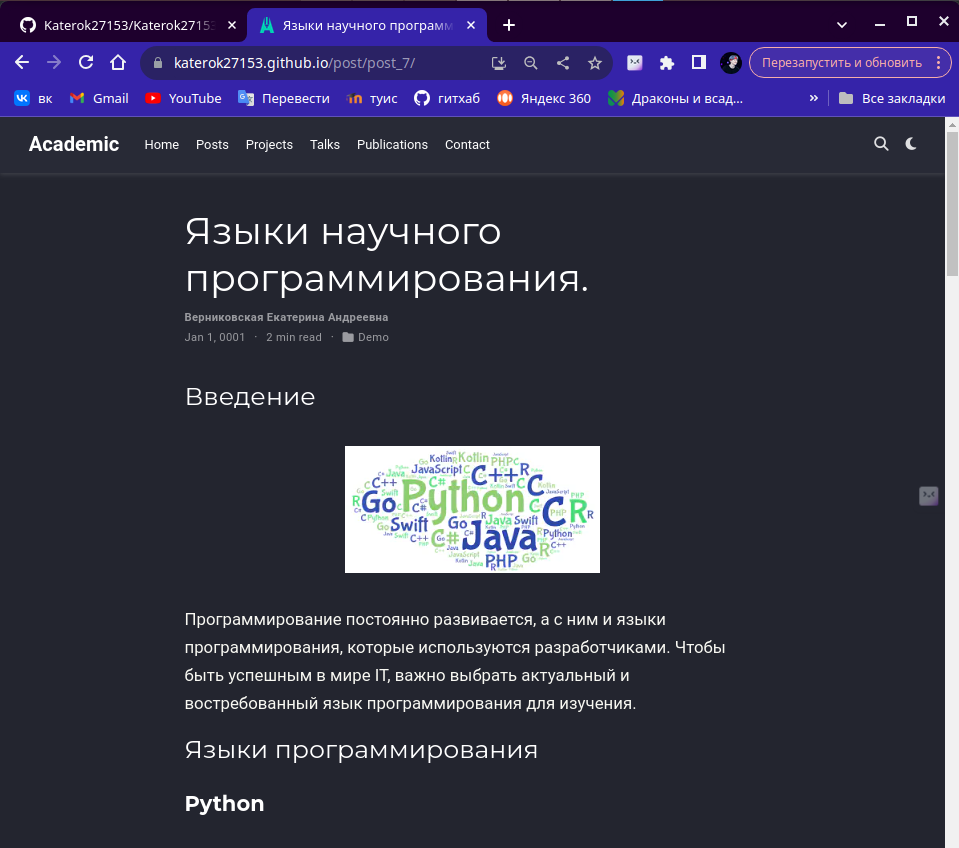 Katerok27153/Katerok2715
Языки научного программ
katerok27153.github.io/post/post_7/
Перезапустить и обновить
вк
Gmail
YouTube
Перевести
туис
гитхаб
Яндекс 360
Драконы и всад...
»
Все закладки
Academic
Home
Posts
Projects
Talks
Publications
Contact
Языки научного
программирования.
Верниковская Екатерина Андреевна
Jan 1, 0001 · 2 min read · Demo
Введение
Kotlin
Kotlin
PHP
JavaScript
C++
R
C++
C#
C
Go
Python
C
R
Swift
Go
Java
Swift
C#
Java
Python
PHP
R
Go
C++
Программирование постоянно развивается, а с ним и языки
программирования, которые используются разработчиками. Чтобы
быть успешным в мире IT, важно выбрать актуальный и
востребованный язык программирования для изучения.
Языки программирования
Python